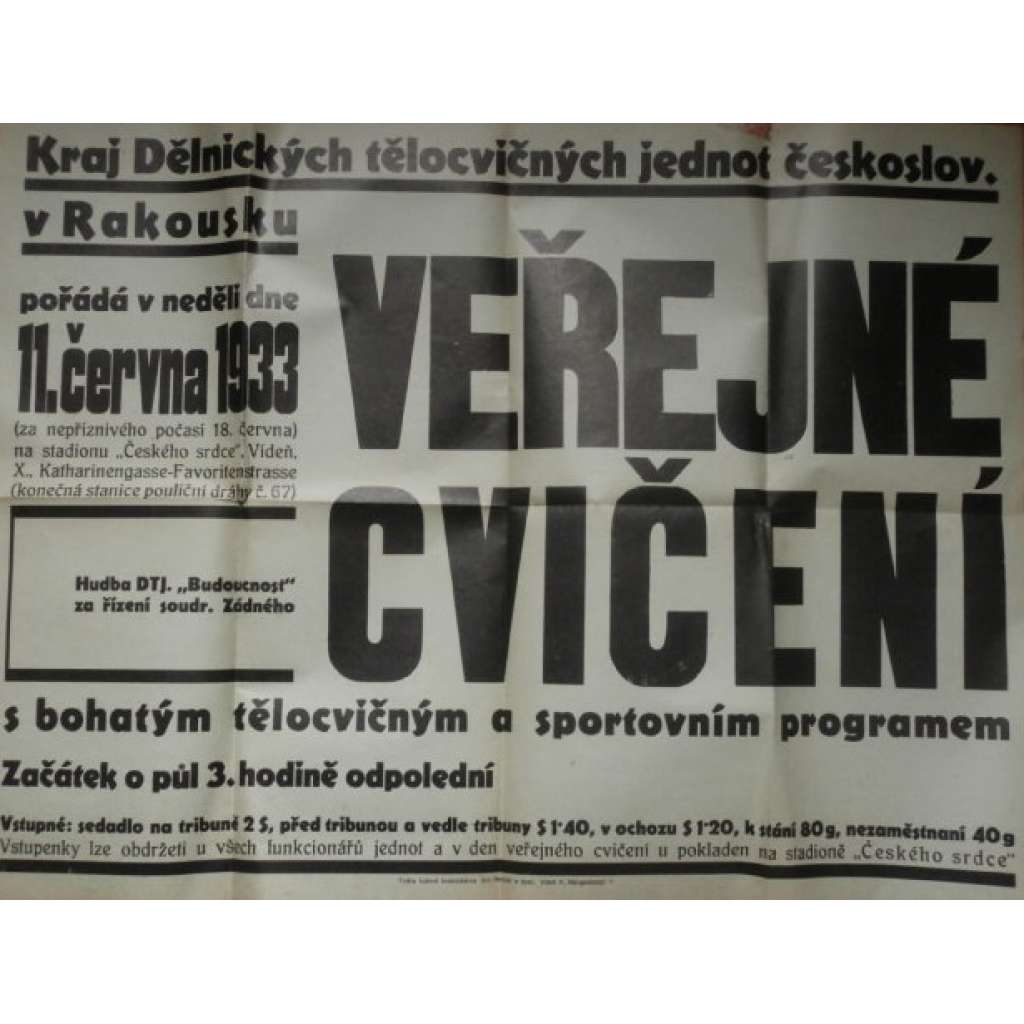 Kraj Dělnických tělocvičných jednot českoslov.
v Rakousku
pořádá v neděli dne
11. června 1933
(za nepříznivého počasí 18. června)
na stadionu „Českého srdce“, Vídeň,
X., Katharinengasse-Favoritenstrasse
(konečná stanice pouliční dráhy č. 67)
Hudba DTJ. „Budoucnost“
za řízení soudr. Zádného
VEŘEJNÉ
CVIČENÍ
s bohatým tělocvičným a sportovním programem
Začátek o půl 3. hodině odpolední
Vstupné: sedadlo na tribuně 2 S, před tribunou a vedle tribuny S 1·40, v ochozu S 1·20, k stání 80 g, nezaměstnaní 40 g
Vstupenky lze obdržeti u všech funkcionářů jednot a v den veřejného cvičení u pokladen na stadioně „Českého srdce“